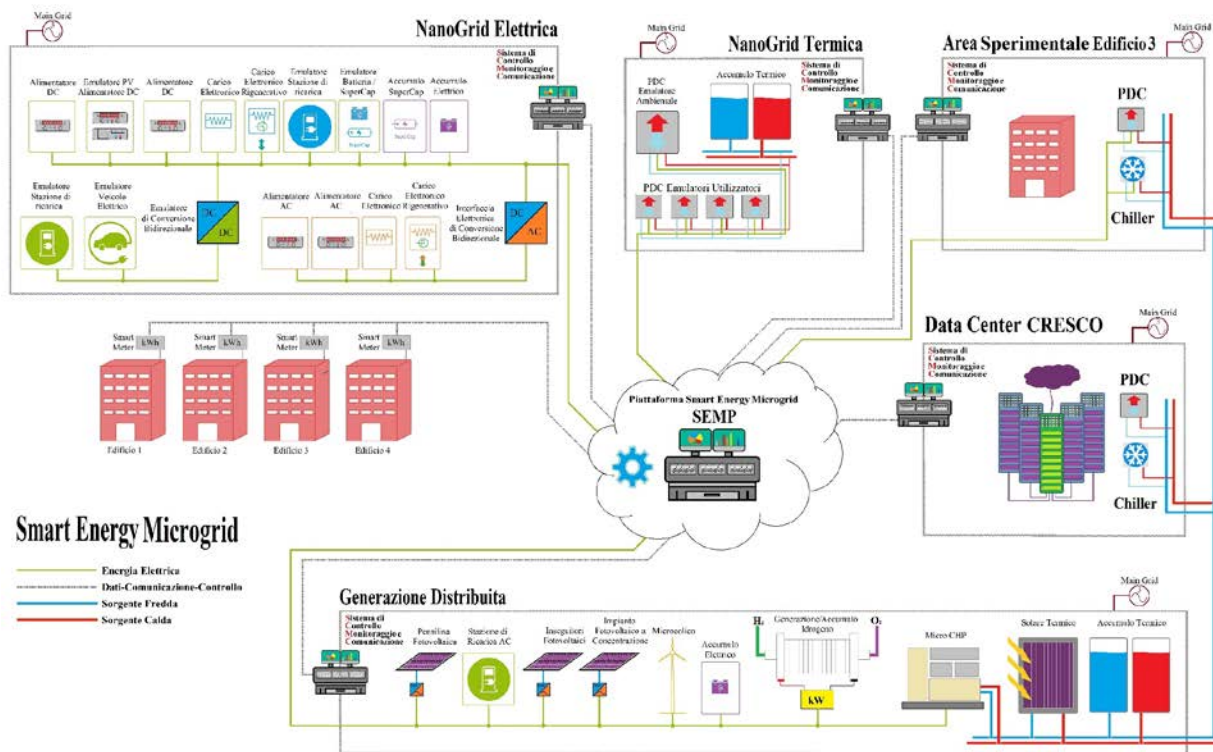 Main Grid
NanoGrid Elettrica
Sistema di
Controllo
Monitoraggio e
Comunicazione
Alimentatore
DC
Emulatore PV
Alimentatore DC
Alimentatore
DC
Carico
Elettronico
Carico
Elettronico
Rigenerativo
Emulatore
Stazione di
ricarica
Emulatore
Batteria /
SuperCap
Accumulo
SuperCap
Accumulo
Elettrico
SuperCap
SuperCap
Emulatore
Stazione di
ricarica
Emulatore
Veicolo
Elettrico
Emulatore
di Conversione
Bidirezionale
DC
DC
Alimentatore
AC
Alimentatore
AC
Carico
Elettronico
Carico
Elettronico
Rigenerativo
Interfaccia
Elettronica
di Conversione
Bidirezionale
DC
AC
Main Grid
NanoGrid Termica
Sistema di
Controllo
Monitoraggio e
Comunicazione
PDC
Emulatore
Ambientale
Accumulo Termico
PDC Emulatori Utilizzatori
Main Grid
Area Sperimentale Edificio 3
Sistema di
Controllo
Monitoraggio e
Comunicazione
PDC
Chiller
Smart
Meter
kWh
Smart
Meter
kWh
Smart
Meter
kWh
Smart
Meter
kWh
Edificio 1
Edificio 2
Edificio 3
Edificio 4
Piattaforma Smart Energy Microgrid
SEMP
Data Center CRESCO
Main Grid
Sistema di
Controllo
Monitoraggio e
Comunicazione
PDC
Chiller
Smart Energy Microgrid
Energia Elettrica
Dati-Comunicazione-Controllo
Sorgente Fredda
Sorgente Calda
Generazione Distribuita
Main Grid
Sistema di
Controllo
Monitoraggio e
Comunicazione
Pensilina
Fotovoltaica
Stazione di
Ricarica AC
Inseguitori
Fotovoltaici
Impianto
Fotovoltaico a
Concentrazione
Microeolico
Accumulo
Elettrico
H₂
Generazione/Accumulo
Idrogeno
O₂
kW
Micro CHP
Solare Termico
Accumulo Termico